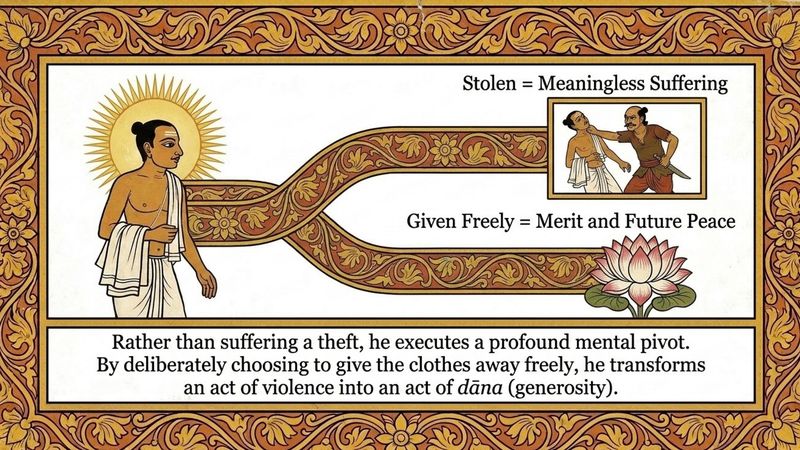 Stolen = Meaningless Suffering
Given Freely = Merit and Future Peace
Rather than suffering a theft, he executes a profound mental pivot.
By deliberately choosing to give the clothes away freely, he transforms
an act of violence into an act of dāna (generosity).